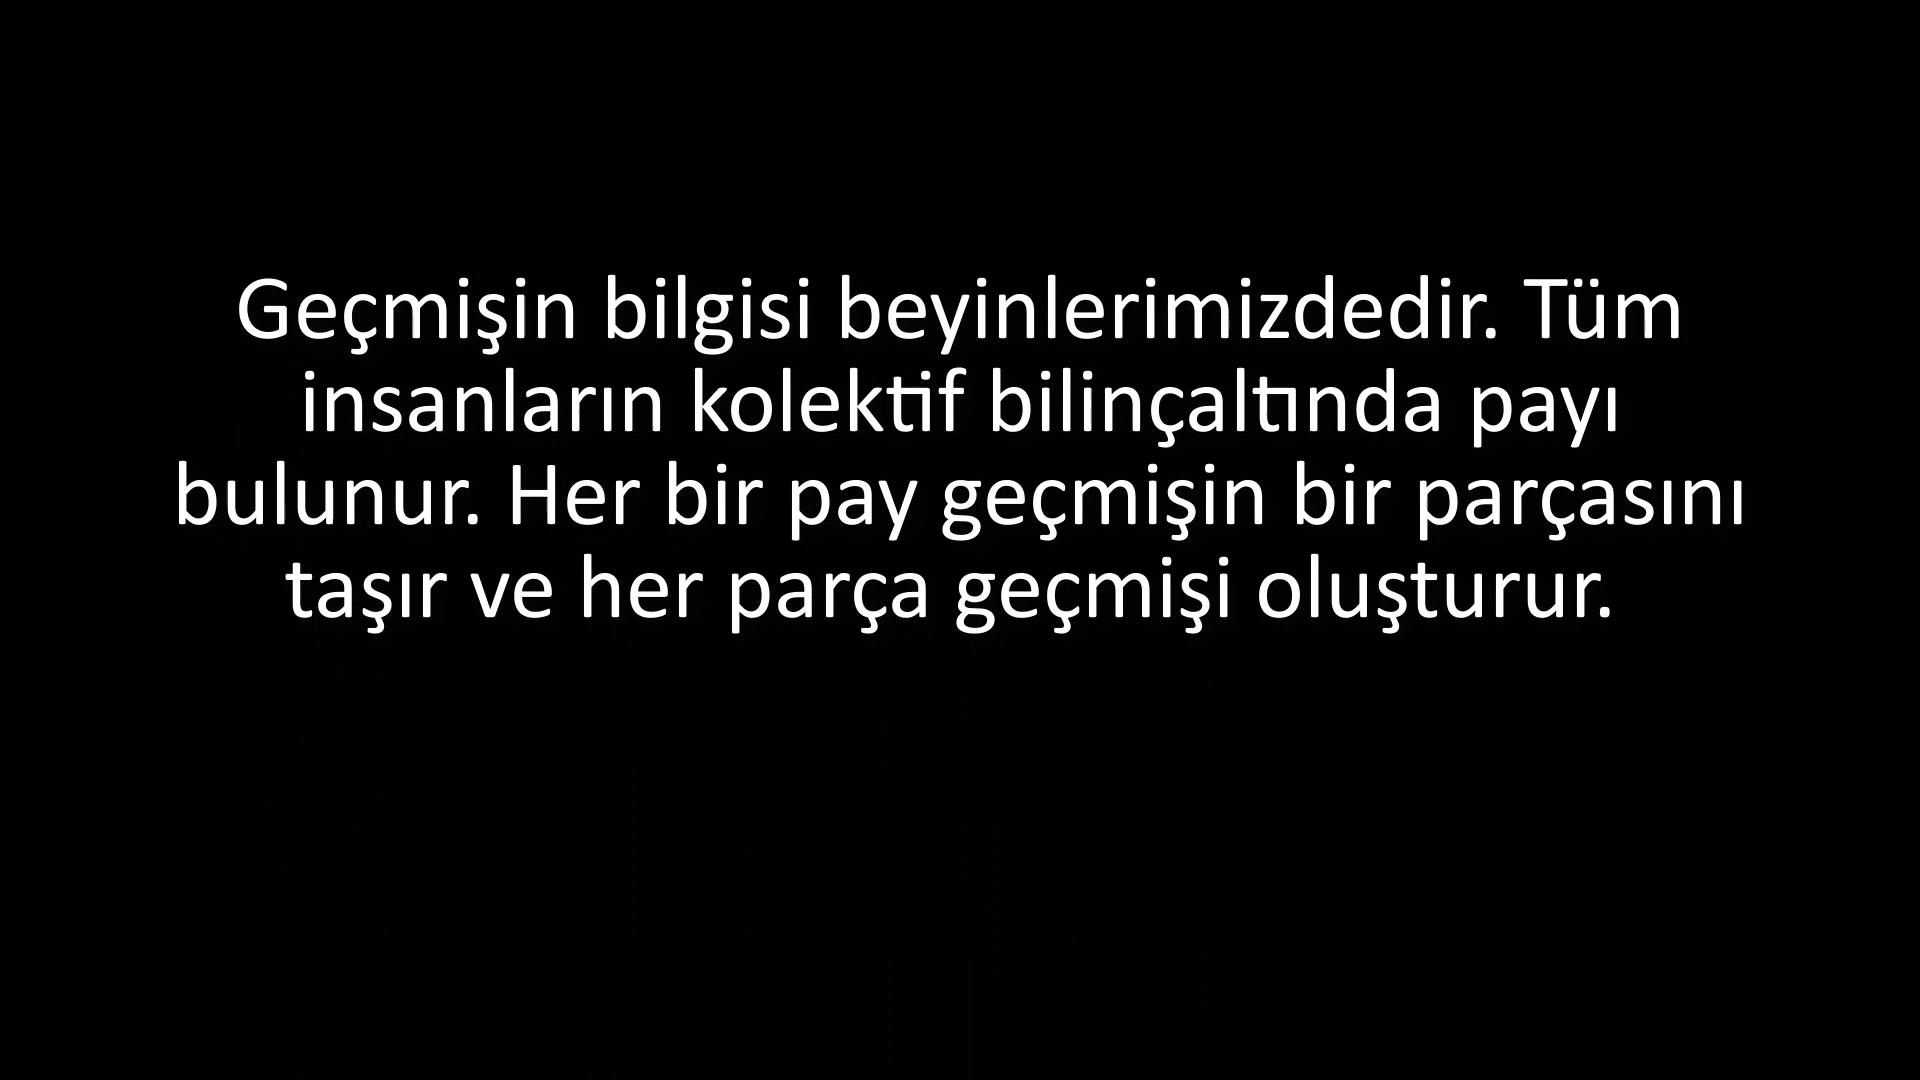 Geçmişin bilgisi beyinlerimizdedir. Tüm
insanların kolektif bilinçaltında payı
bulunur. Her bir pay geçmişin bir parçasını
taşır ve her parça geçmişi oluşturur.